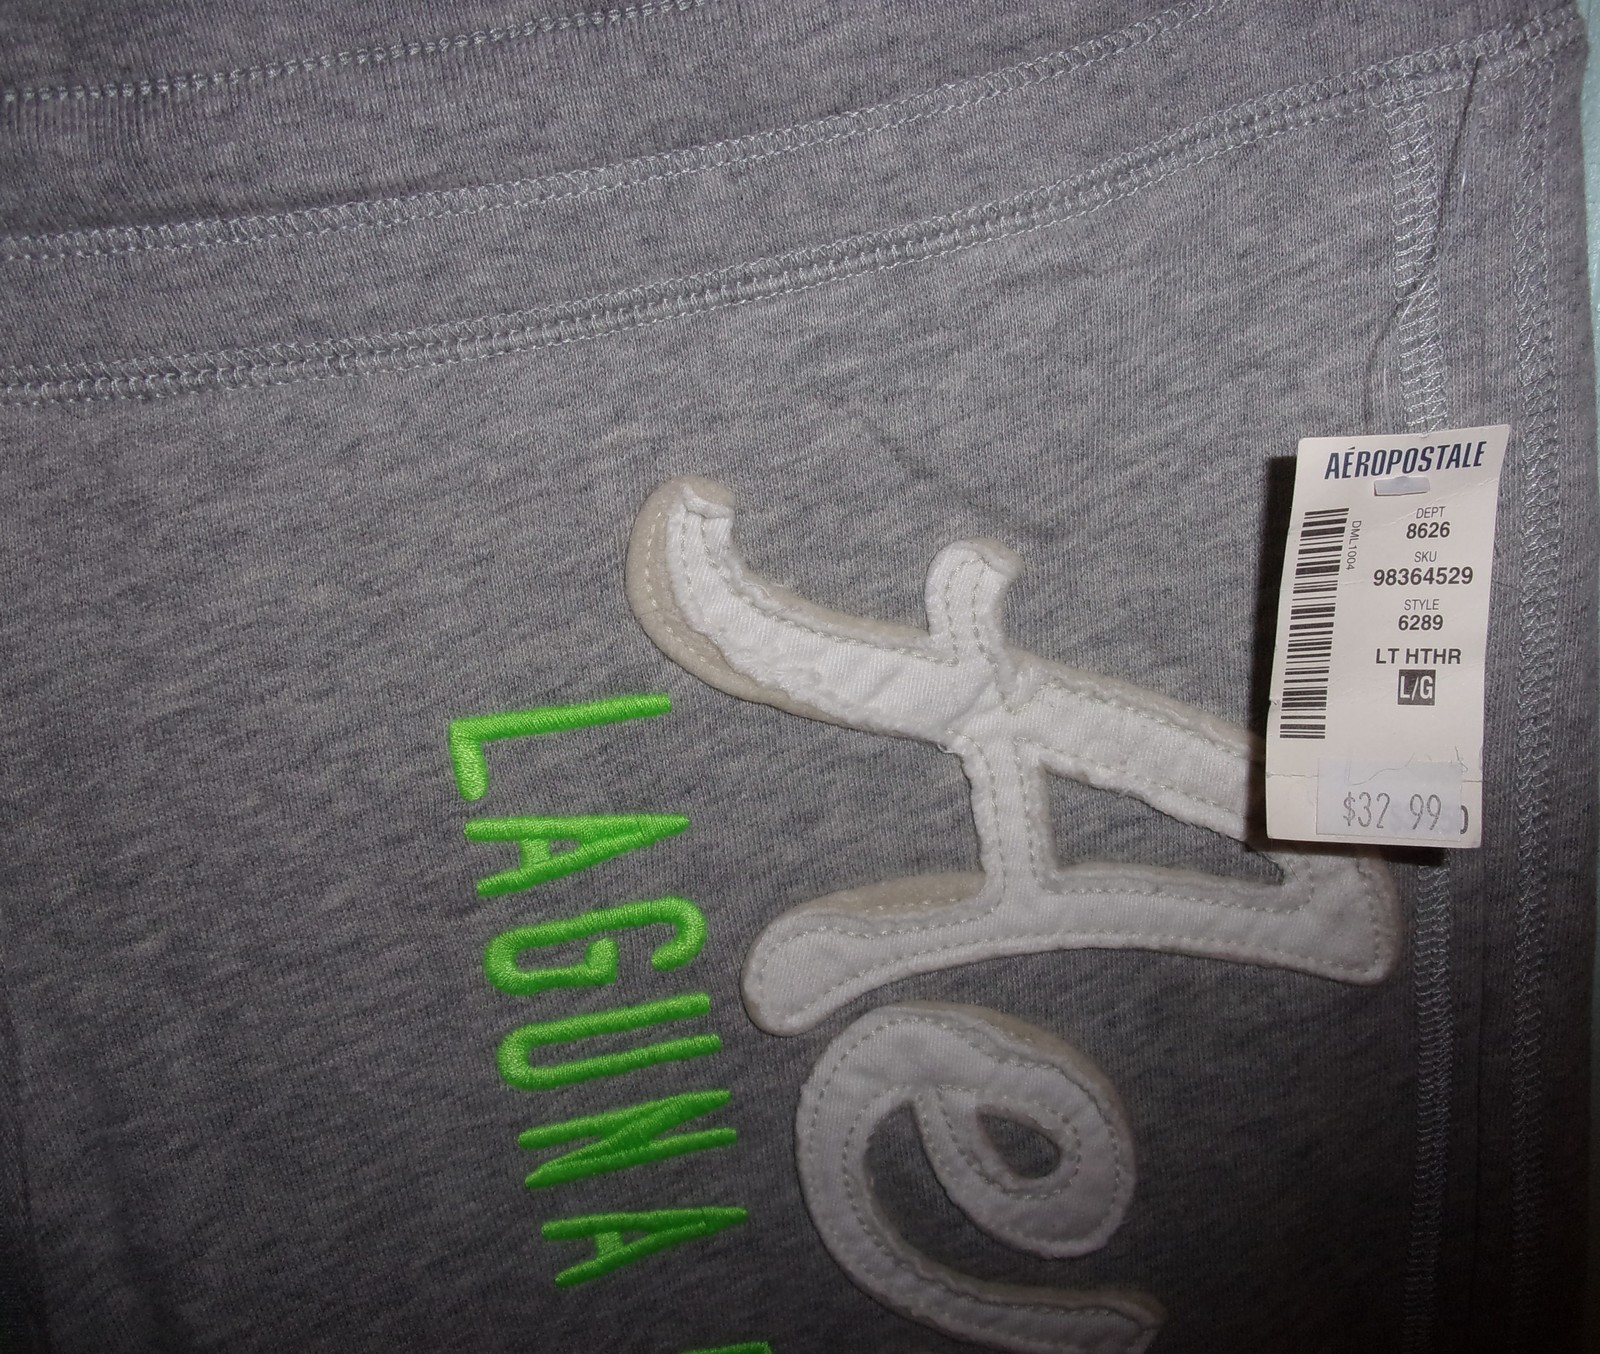 AÉROPOSTALE
DEPT
8626
SKU
98364529
STYLE
6289
LT HTHR
L/G
DML1004
$32 99
Ae
LAGUNA